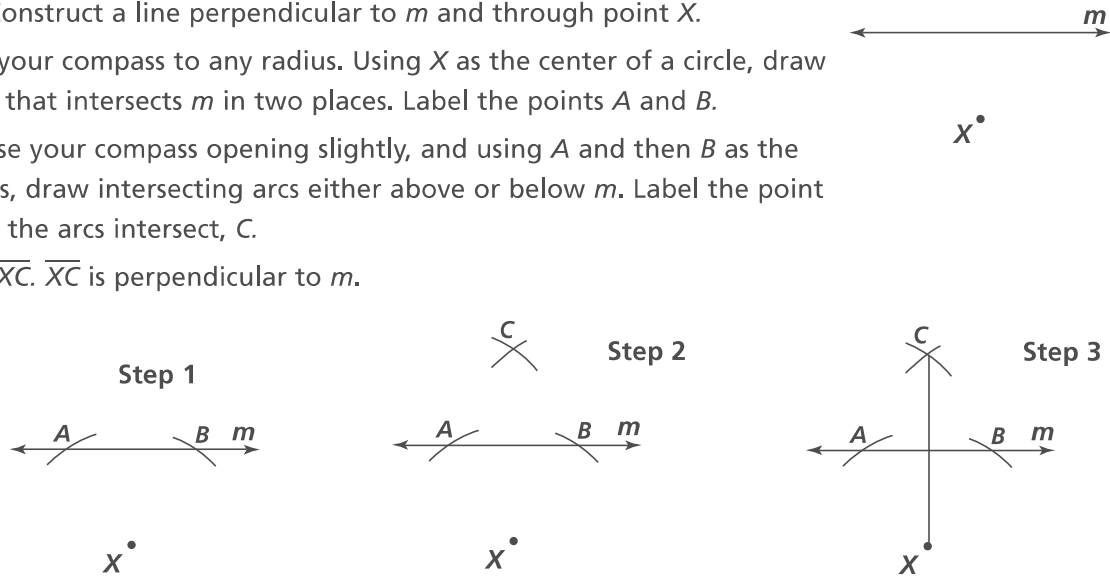 onstruct a line perpendicular to m and through point X.
your compass to any radius. Using X as the center of a circle, draw
that intersects m in two places. Label the points A and B.
se your compass opening slightly, and using A and then B as the
s, draw intersecting arcs either above or below m. Label the point
the arcs intersect, C.
XC. XC is perpendicular to m.
m
X
Step 1
A
B
m
X
C
Step 2
A
B
m
X
C
Step 3
A
B
m
X